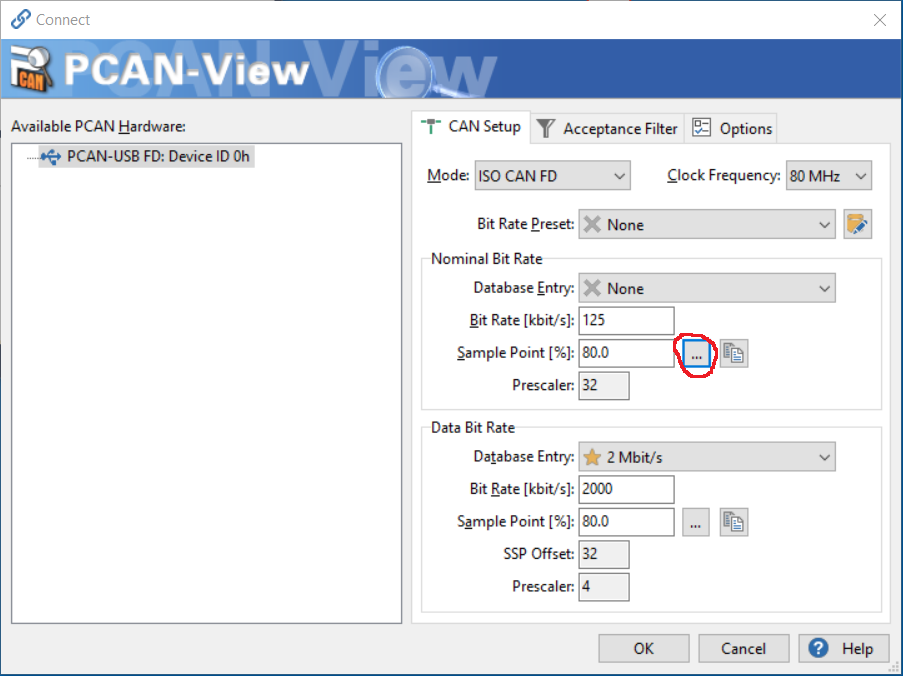 Connect
PCAN-View
CAN
Available PCAN Hardware:
PCAN-USB FD: Device ID 0h
CAN Setup
Acceptance Filter
Options
Mode: ISO CAN FD
Clock Frequency: 80 MHz
Bit Rate Preset: None
Nominal Bit Rate
Database Entry: None
Bit Rate [kbit/s]: 125
Sample Point [%]: 80.0 ...
Prescaler: 32
Data Bit Rate
Database Entry: 2 Mbit/s
Bit Rate [kbit/s]: 2000
Sample Point [%]: 80.0 ...
SSP Offset: 32
Prescaler: 4
OK
Cancel
? Help